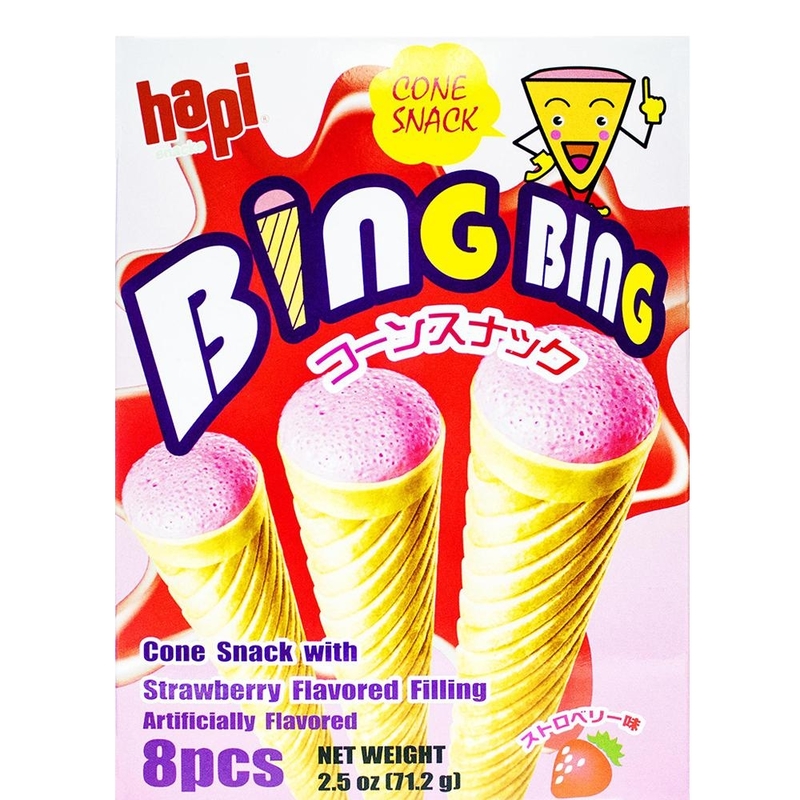 hapi
snacks
CONE
SNACK
BING BING
コーンスナック
Cone Snack with
Strawberry Flavored Filling
Artificially Flavored
8pcs
NET WEIGHT
2.5 oz (71.2 g)
ストロベリー味